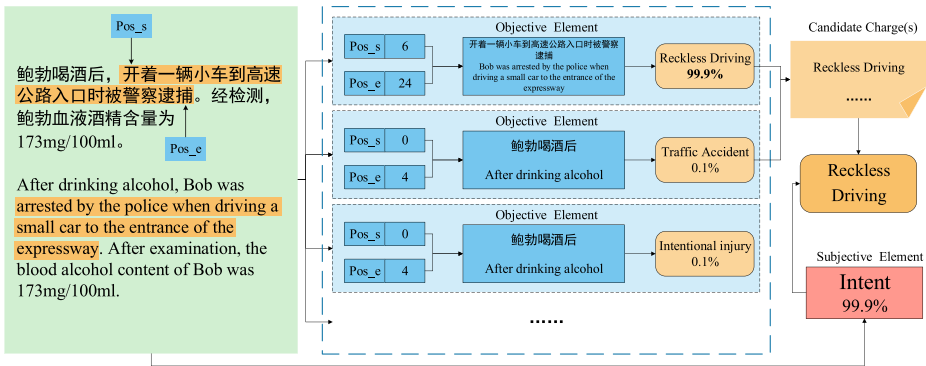 Pos_s
鲍勃喝酒后，开着一辆小车到高速
公路入口时被警察逮捕。经检测，
鲍勃血液酒精含量为
173mg/100ml。
Pos_e
After drinking alcohol, Bob was
arrested by the police when driving a
small car to the entrance of the
expressway. After examination, the
blood alcohol content of Bob was
173mg/100ml.
Objective Element
Pos_s 6
Pos_e 24
开着一辆小车到高速公路入口时被警察
逮捕
Bob was arrested by the police when
driving a small car to the entrance of the
expressway
Reckless Driving
99.9%
Objective Element
Pos_s 0
Pos_e 4
鲍勃喝酒后
After drinking alcohol
Traffic Accident
0.1%
Objective Element
Pos_s 0
Pos_e 4
鲍勃喝酒后
After drinking alcohol
Intentional injury
0.1%
......
Candidate Charge(s)
Reckless Driving
......
Reckless
Driving
Subjective Element
Intent
99.9%